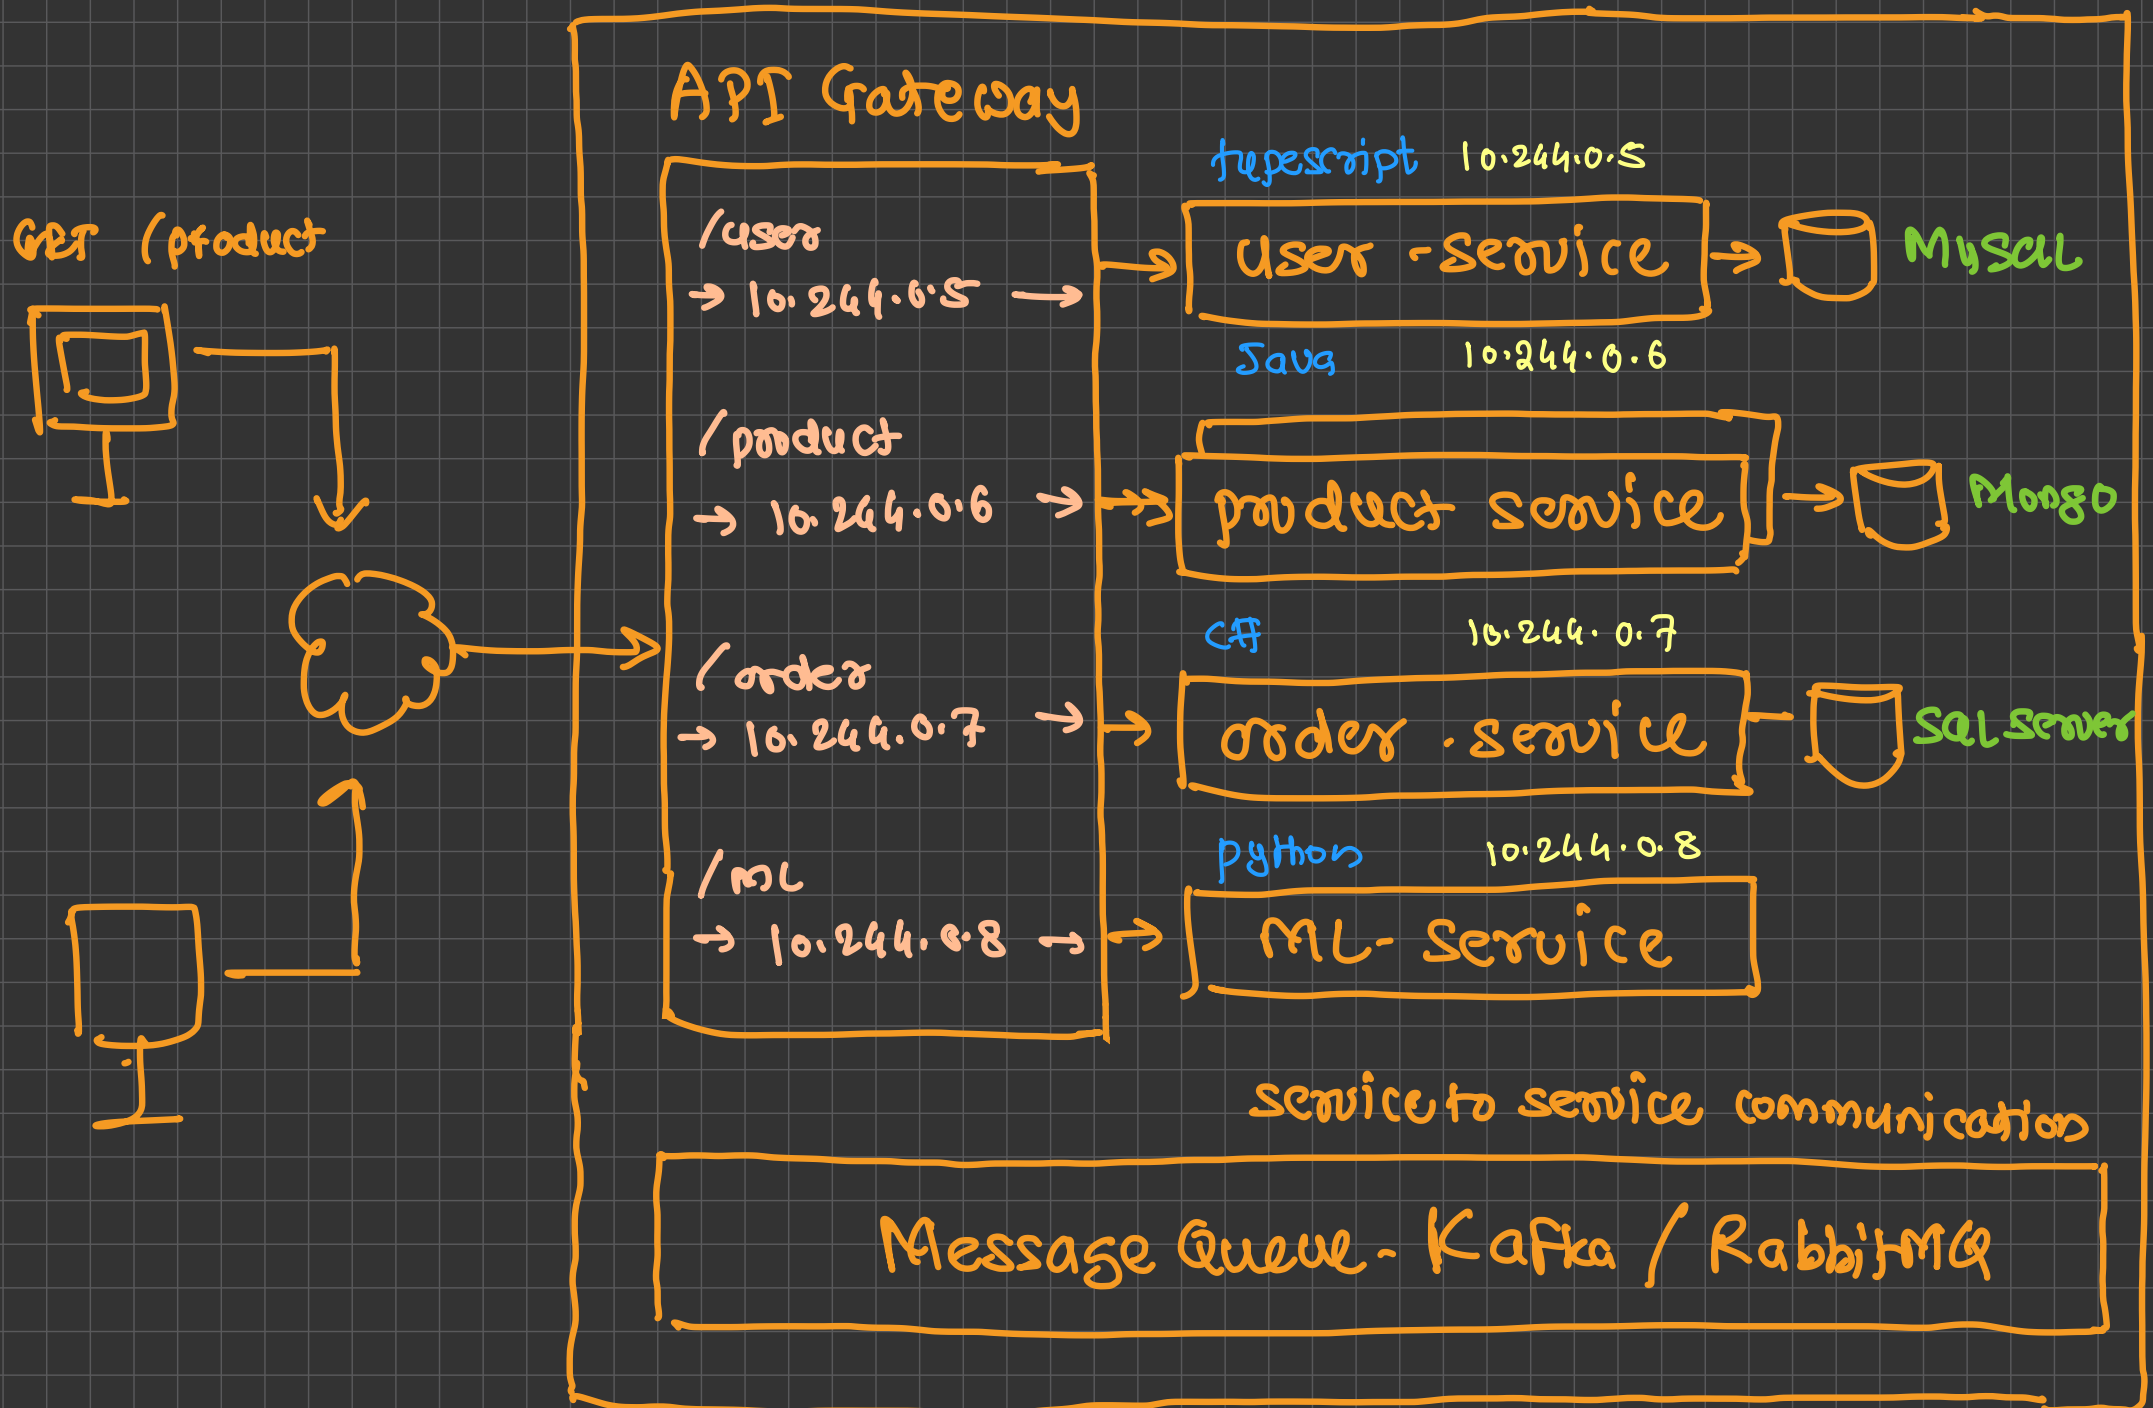 API Gateway
GET /product
/user
→ 10.244.0.5 →
/product
→ 10.244.0.6 →
/order
→ 10.244.0.7 →
/ML
→ 10.244.0.8 →
typescript 10.244.0.5
user-service
MySQL
Java 10.244.0.6
product service
Mongo
C# 10.244.0.7
order-service
SQL server
python 10.244.0.8
ML-service
service to service communication
Message Queue - Kafka / RabbitMQ